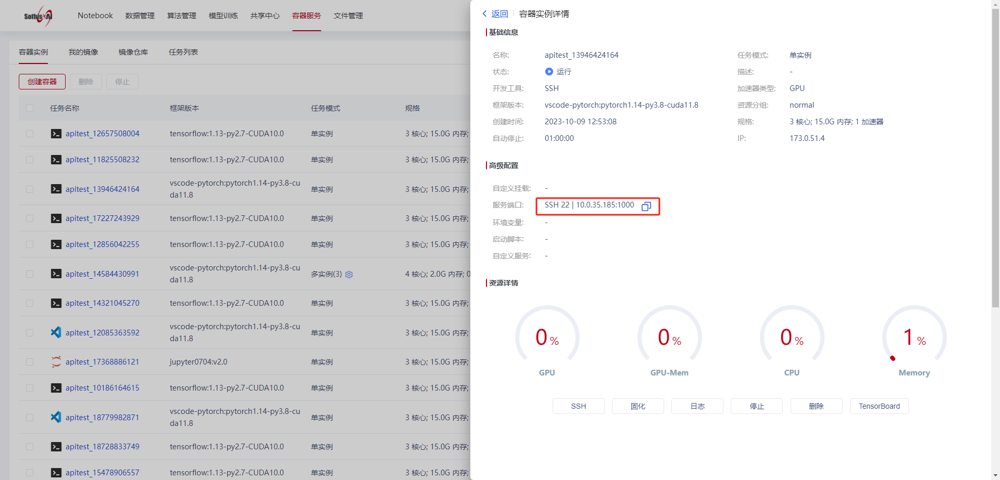 SothisAI
Notebook 数据管理 算法管理 模型训练 共享中心 容器服务 文件管理
容器实例 我的镜像 镜像仓库 任务列表
创建容器 删除 停止
任务名称 框架版本 任务模式 规格
apitest_12657508004 tensorflow:1.13-py2.7-CUDA10.0 单实例 3 核心; 15.0G 内存;
apitest_11825508232 tensorflow:1.13-py2.7-CUDA10.0 单实例 3 核心; 15.0G 内存;
apitest_13946424164 vscode-pytorch:pytorch1.14-py3.8-cu
da11.8 单实例 3 核心; 15.0G 内存;
apitest_17227243929 tensorflow:1.13-py2.7-CUDA10.0 单实例 3 核心; 15.0G 内存;
apitest_12856042255 tensorflow:1.13-py2.7-CUDA10.0 单实例 3 核心; 15.0G 内存;
apitest_14584430991 vscode-pytorch:pytorch1.14-py3.8-cu
da11.8 多实例(3) 4 核心; 2.0G 内存; 0
apitest_14321045270 tensorflow:1.13-py2.7-CUDA10.0 单实例 3 核心; 15.0G 内存;
apitest_12085363592 vscode-pytorch:pytorch1.14-py3.8-cu
da11.8 单实例 3 核心; 15.0G 内存;
apitest_17368886121 jupyter0704:v2.0 单实例 3 核心; 15.0G 内存;
apitest_10186164615 tensorflow:1.13-py2.7-CUDA10.0 单实例 3 核心; 15.0G 内存;
apitest_18779982871 vscode-pytorch:pytorch1.14-py3.8-cu
da11.8 单实例 3 核心; 15.0G 内存;
apitest_18728833749 tensorflow:1.13-py2.7-CUDA10.0 单实例 3 核心; 15.0G 内存;
apitest_15478906557 tensorflow:1.13-py2.7-CUDA10.0 单实例 3 核心; 15.0G 内存;
返回 容器实例详情
基础信息
名称: apitest_13946424164 任务模式: 单实例
状态: 运行 描述: -
开发工具: SSH 加速器类型: GPU
框架版本: vscode-pytorch:pytorch1.14-py3.8-cuda11.8 资源分组: normal
创建时间: 2023-10-09 12:53:08 规格: 3 核心; 15.0G 内存; 1 加速器
自动停止: 01:00:00 IP: 173.0.51.4
高级配置
自定义挂载: -
服务端口: SSH 22 | 10.0.35.185:1000
环境变量: -
启动脚本: -
自定义服务: -
资源详情
0 % 0 % 0 % 1 %
GPU GPU-Mem CPU Memory
SSH 固化 日志 停止 删除 TensorBoard